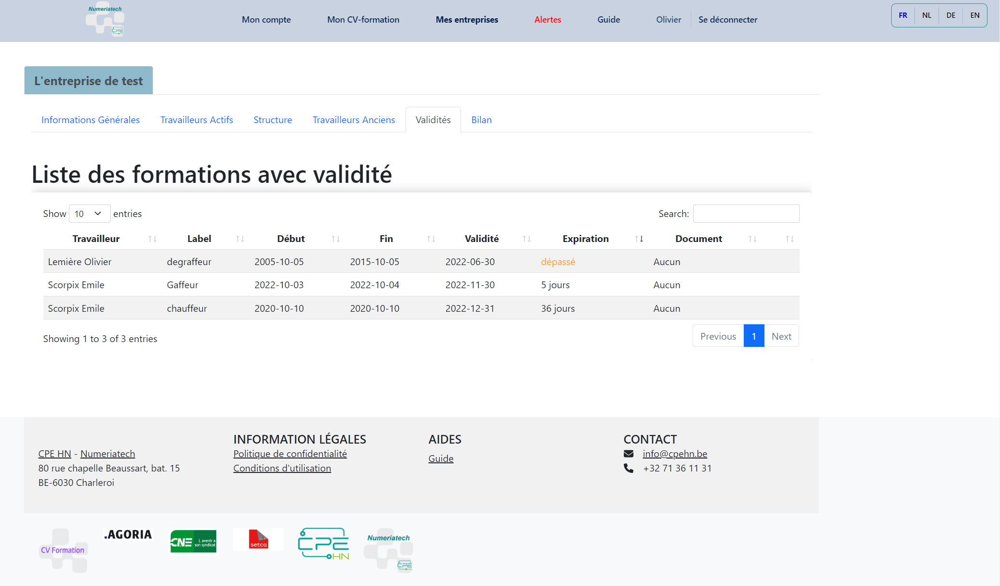 Numeriatech
CPE HN
Mon compte Mon CV-formation Mes entreprises Alertes Guide Olivier Se déconnecter FR NL DE EN
L'entreprise de test
Informations Générales Travailleurs Actifs Structure Travailleurs Anciens Validités Bilan
Liste des formations avec validité
Show 10 entries Search:
Travailleur Label Début Fin Validité Expiration Document
Lemière Olivier degraffeur 2005-10-05 2015-10-05 2022-06-30 dépassé Aucun
Scorpix Emile Gaffeur 2022-10-03 2022-10-04 2022-11-30 5 jours Aucun
Scorpix Emile chauffeur 2020-10-10 2020-10-10 2022-12-31 36 jours Aucun
Showing 1 to 3 of 3 entries Previous 1 Next
CPE HN - Numeriatech
80 rue chapelle Beaussart, bat. 15
BE-6030 Charleroi
INFORMATION LÉGALES
Politique de confidentialité
Conditions d'utilisation
AIDES
Guide
CONTACT
info@cpehn.be
+32 71 36 11 31
CV Formation
.AGORIA
CNE L avenir a
son syndicat
setca
CPE
HN
Numeriatech
CPE HN